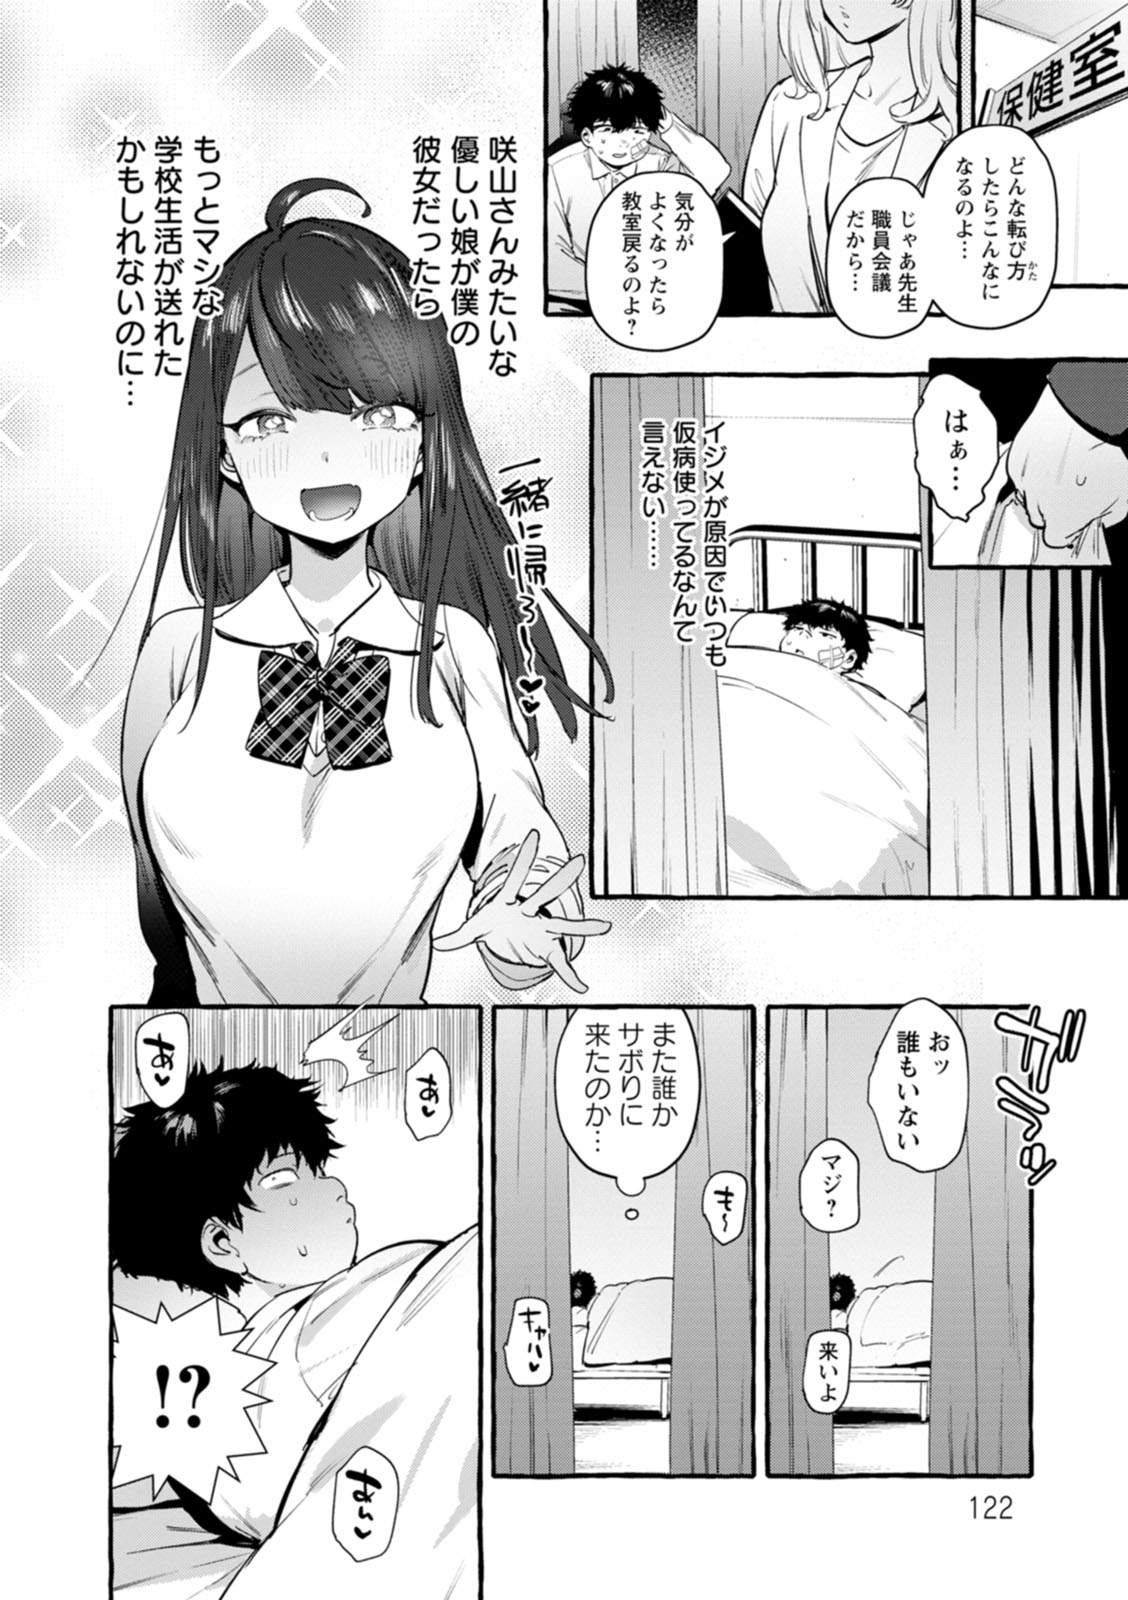 保健室
どんな転び方
かた
したらこんなに
なるのよ…
じゃあ先生
職員会議
だから…
気分が
よくなったら
教室戻るのよ？
はぁ…
イジメが原因でいつも
仮病使ってるなんて
言えない……
咲山さんみたいな
優しい娘が僕の
彼女だったら
もっとマシな
学校生活が送れた
かもしれないのに…
一緒に帰ろ〜♥
ガラッ
おッ
誰もいない
マジ？
来いよ
また誰か
サボりに
来たのか…
も〜
キャハ♥
あ♥
あ♥
!?
あ〜♥
122